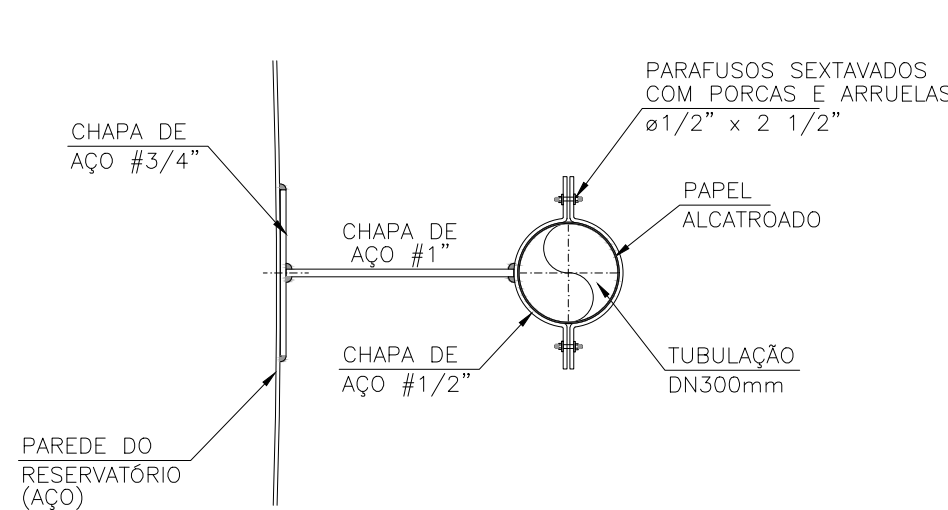 PARAFUSOS SEXTAVADOS
COM PORCAS E ARRUELAS
ø1/2" x 2 1/2"
CHAPA DE
AÇO #3/4"
PAPEL
ALCATROADO
CHAPA DE
AÇO #1"
CHAPA DE
AÇO #1/2"
TUBULAÇÃO
DN300mm
PAREDE DO
RESERVATÓRIO
(AÇO)